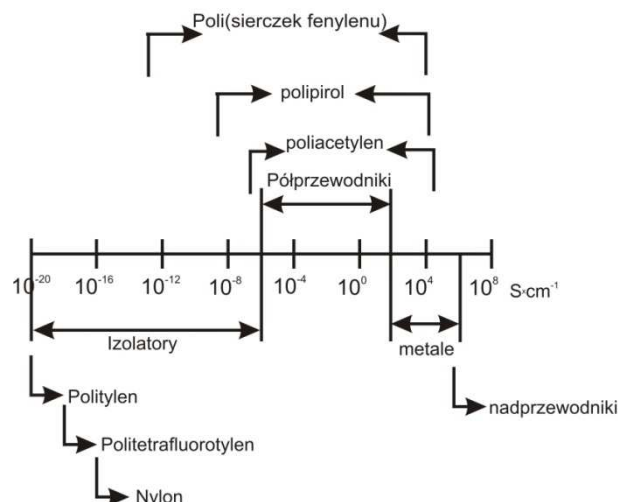 Poli(sierczek fenylenu)
polipirol
poliacetylen
Półprzewodniki
10⁻²⁰ 10⁻¹⁶ 10⁻¹² 10⁻⁸ 10⁻⁴ 10⁰ 10⁴ 10⁸ S·cm⁻¹
Izolatory metale
Politylen nadprzewodniki
Politetrafluorotylen
Nylon